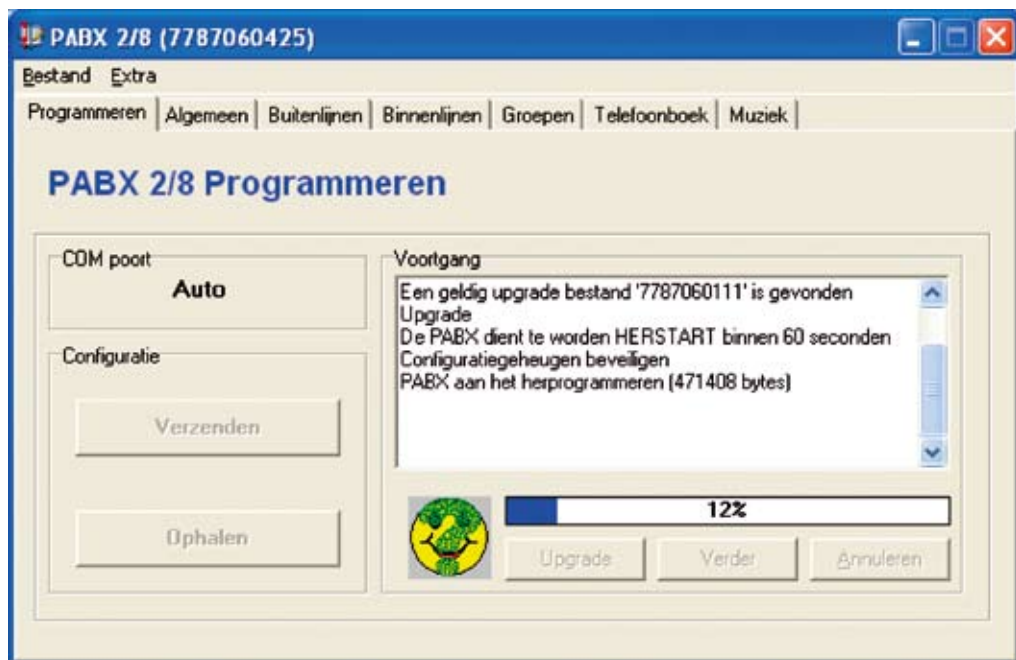 PABX 2/8 (7787060425)
Bestand Extra
Programmeren Algemeen Buitenlijnen Binnenlijnen Groepen Telefoonboek Muziek
PABX 2/8 Programmeren
COM poort
Auto
Configuratie
Verzenden
Ophalen
Voortgang
Een geldig upgrade bestand '7787060111' is gevonden
Upgrade
De PABX dient te worden HERSTART binnen 60 seconden
Configuratiegeheugen beveiligen
PABX aan het herprogrammeren (471408 bytes)
12%
Upgrade Verder Annuleren